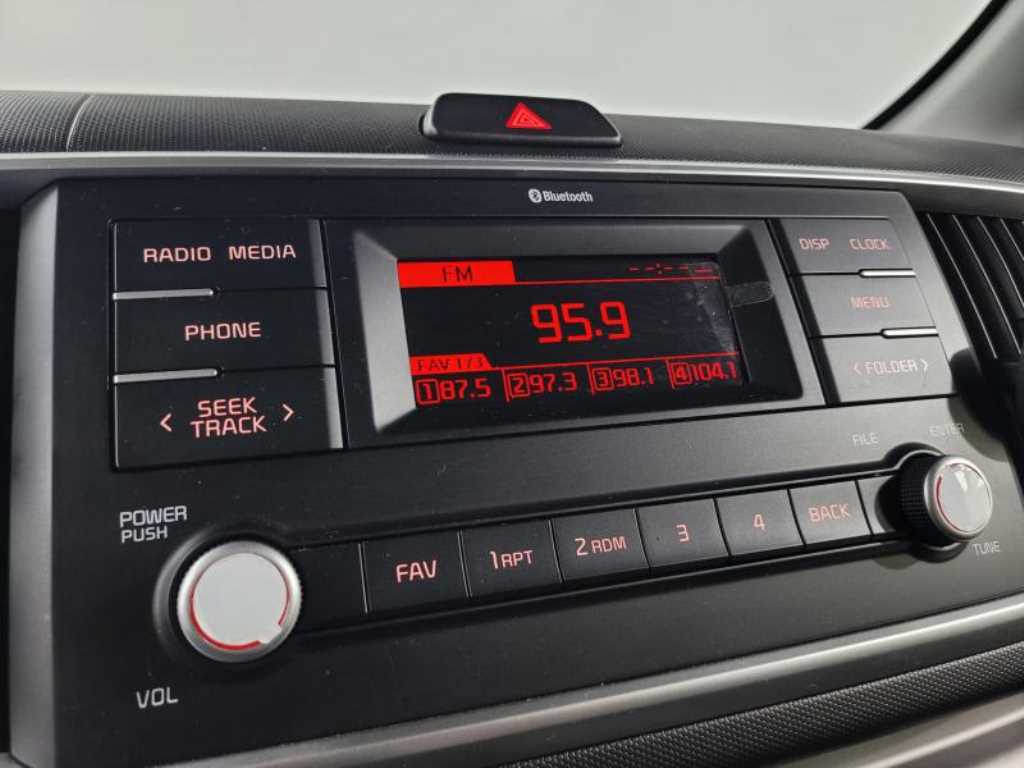 Bluetooth
RADIO MEDIA
PHONE
< SEEK TRACK >
FM --:--
95.9
FAV 1/3
1 87.5 2 97.3 3 98.1 4 104.1
DISP CLOCK
MENU
< FOLDER >
POWER
PUSH
VOL
FAV
1 RPT
2 RDM
3
4
BACK
FILE
ENTER
TUNE